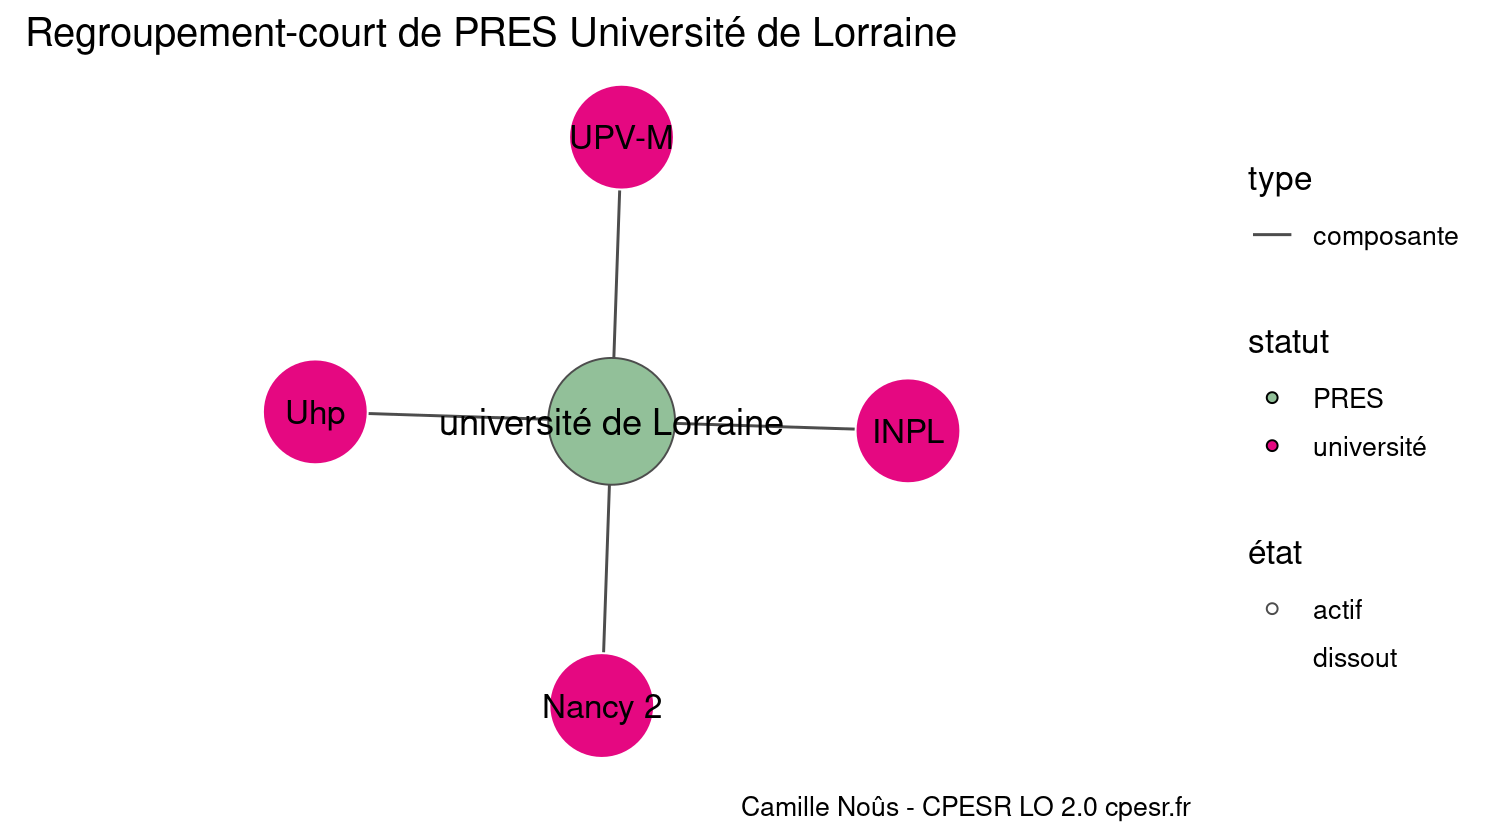 Regroupement-court de PRES Université de Lorraine
UPV-M
Uhp
université de Lorraine
INPL
Nancy 2
type
composante
statut
PRES
université
état
actif
dissout
Camille Noûs - CPESR LO 2.0 cpesr.fr